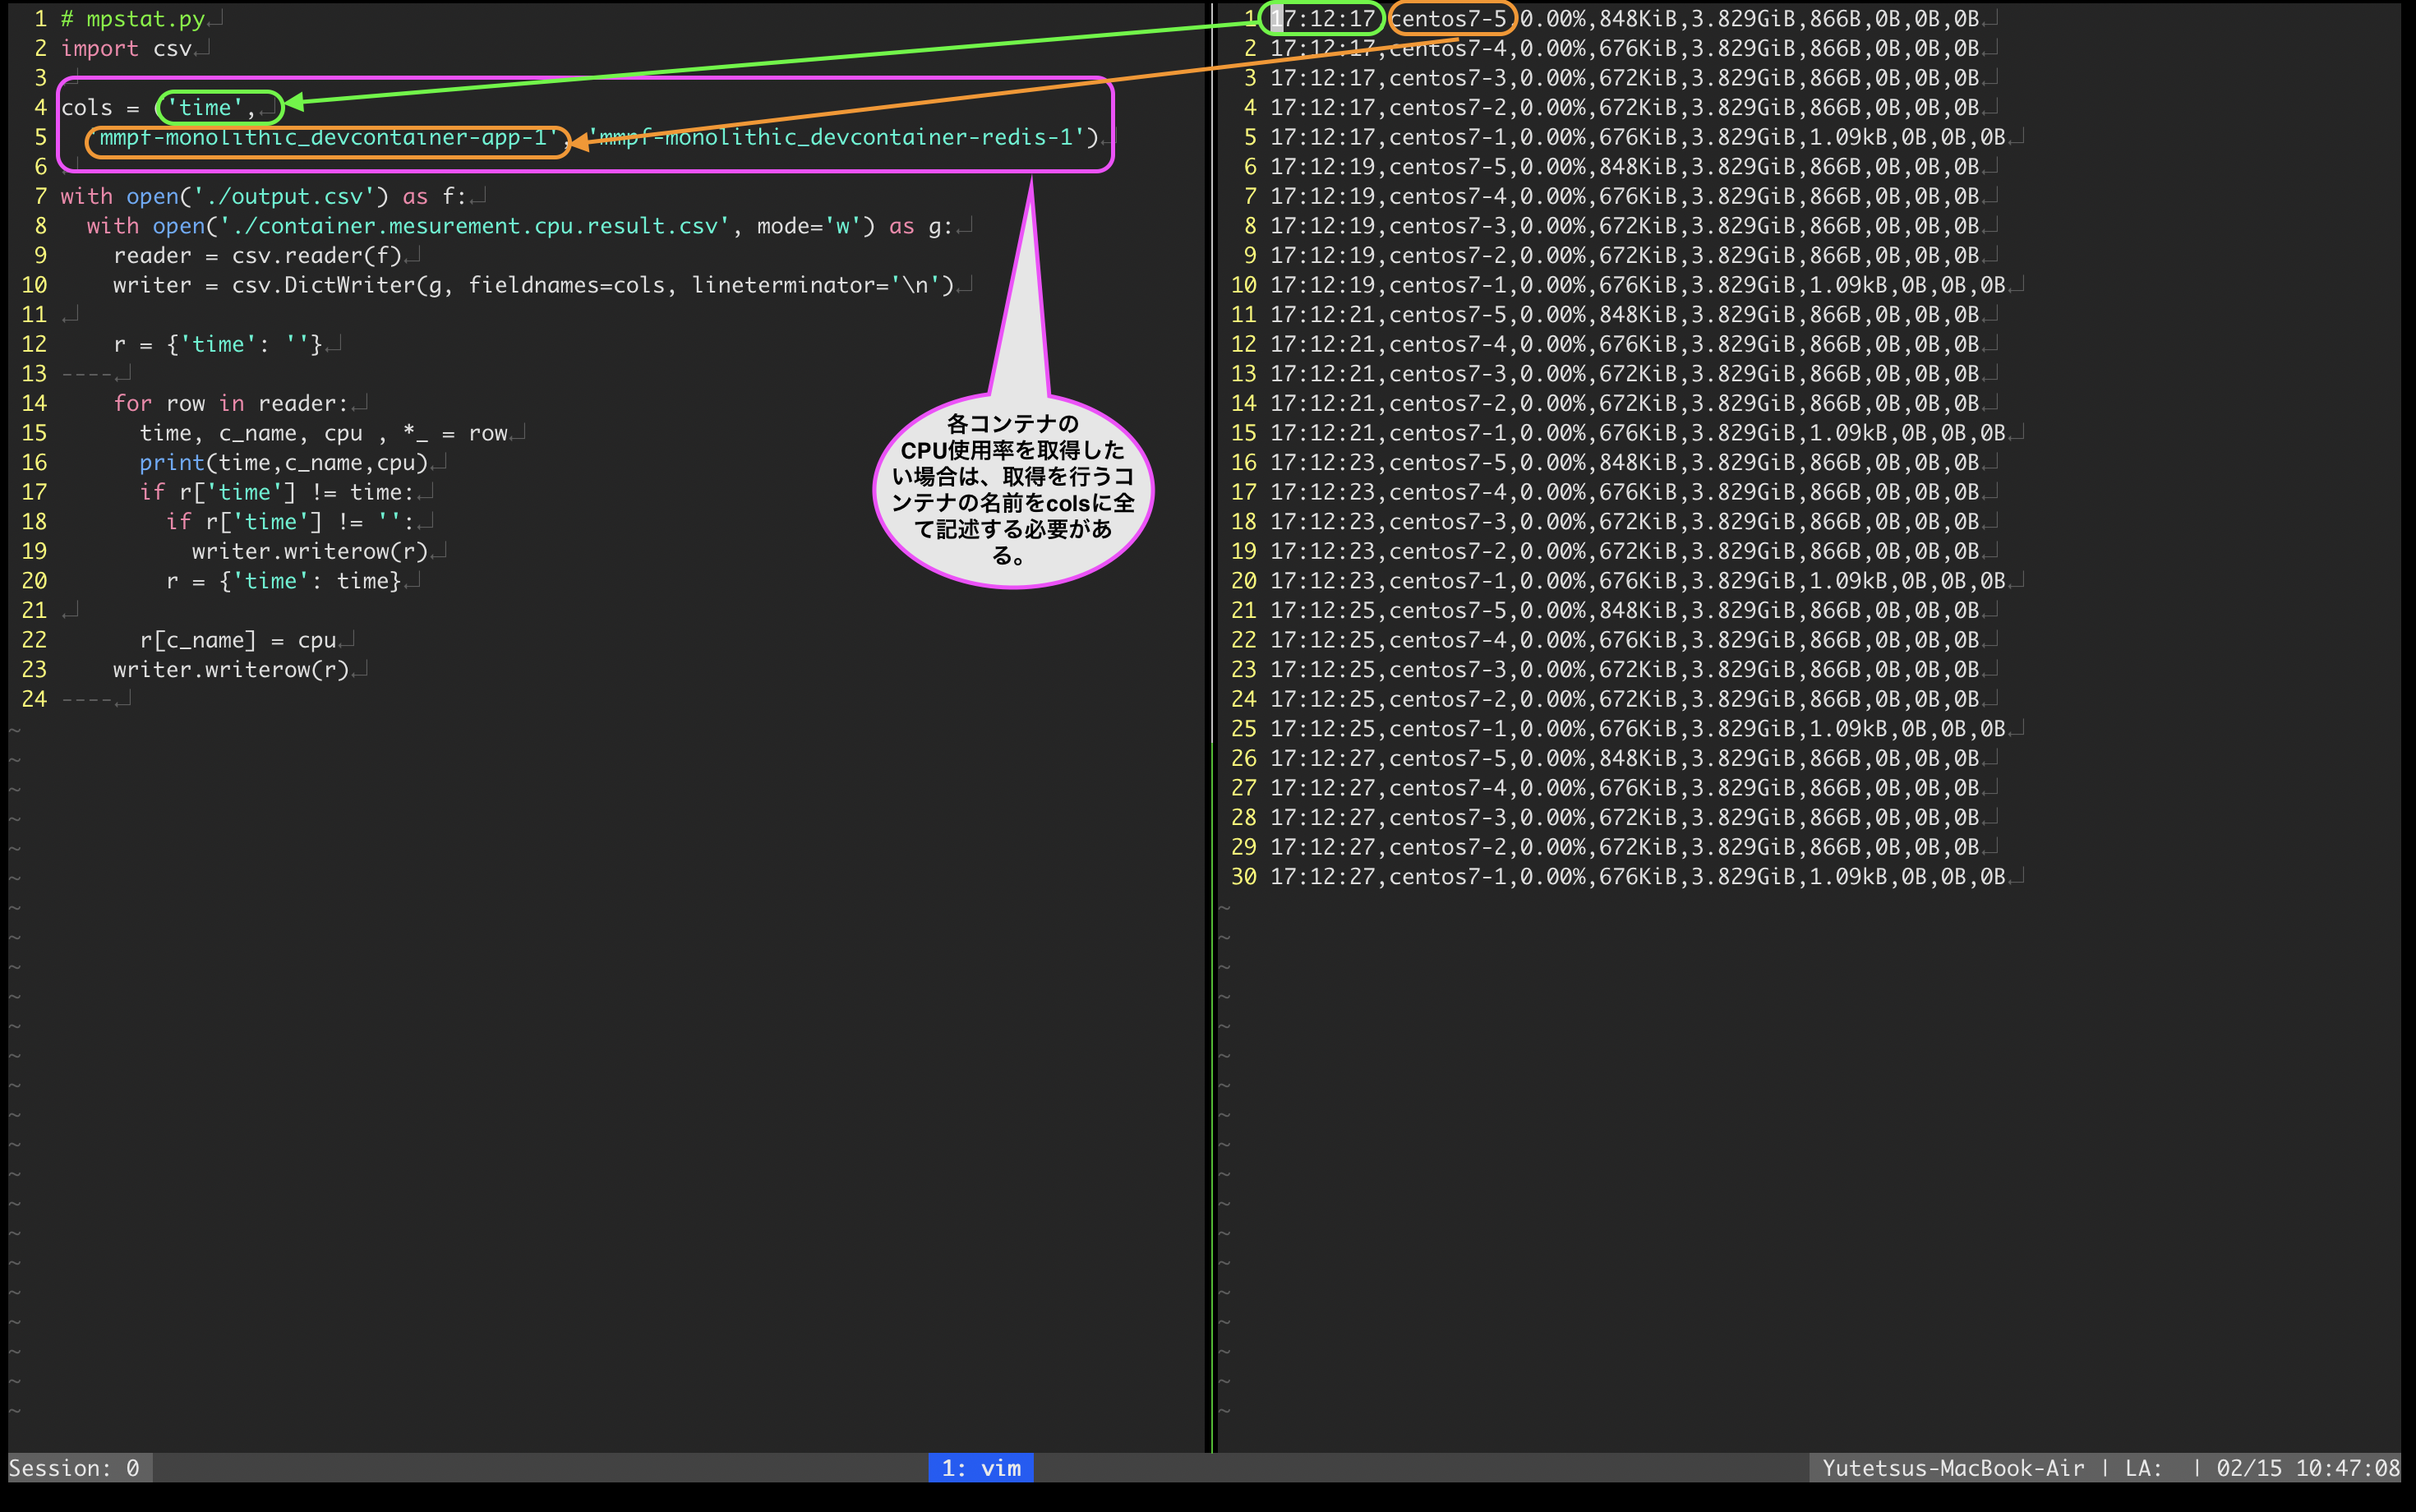 1 # mpstat.py
2 import csv
3
4 cols = ('time',
5   'mmpf-monolithic_devcontainer-app-1', 'mmpf-monolithic_devcontainer-redis-1')
6
7 with open('./output.csv') as f:
8   with open('./container.mesurement.cpu.result.csv', mode='w') as g:
9     reader = csv.reader(f)
10     writer = csv.DictWriter(g, fieldnames=cols, lineterminator='\n')
11
12     r = {'time': ''}
13 ----
14     for row in reader:
15       time, c_name, cpu , *_ = row
16       print(time,c_name,cpu)
17       if r['time'] != time:
18         if r['time'] != '':
19           writer.writerow(r)
20         r = {'time': time}
21
22       r[c_name] = cpu
23     writer.writerow(r)
24 ----
各コンテナの
CPU使用率を取得した
い場合は、取得を行うコ
ンテナの名前をcolsに全
て記述する必要があ
る。
1 17:12:17,centos7-5,0.00%,848KiB,3.829GiB,866B,0B,0B,0B
2 17:12:17,centos7-4,0.00%,676KiB,3.829GiB,866B,0B,0B,0B
3 17:12:17,centos7-3,0.00%,672KiB,3.829GiB,866B,0B,0B,0B
4 17:12:17,centos7-2,0.00%,672KiB,3.829GiB,866B,0B,0B,0B
5 17:12:17,centos7-1,0.00%,676KiB,3.829GiB,1.09kB,0B,0B,0B
6 17:12:19,centos7-5,0.00%,848KiB,3.829GiB,866B,0B,0B,0B
7 17:12:19,centos7-4,0.00%,676KiB,3.829GiB,866B,0B,0B,0B
8 17:12:19,centos7-3,0.00%,672KiB,3.829GiB,866B,0B,0B,0B
9 17:12:19,centos7-2,0.00%,672KiB,3.829GiB,866B,0B,0B,0B
10 17:12:19,centos7-1,0.00%,676KiB,3.829GiB,1.09kB,0B,0B,0B
11 17:12:21,centos7-5,0.00%,848KiB,3.829GiB,866B,0B,0B,0B
12 17:12:21,centos7-4,0.00%,676KiB,3.829GiB,866B,0B,0B,0B
13 17:12:21,centos7-3,0.00%,672KiB,3.829GiB,866B,0B,0B,0B
14 17:12:21,centos7-2,0.00%,672KiB,3.829GiB,866B,0B,0B,0B
15 17:12:21,centos7-1,0.00%,676KiB,3.829GiB,1.09kB,0B,0B,0B
16 17:12:23,centos7-5,0.00%,848KiB,3.829GiB,866B,0B,0B,0B
17 17:12:23,centos7-4,0.00%,676KiB,3.829GiB,866B,0B,0B,0B
18 17:12:23,centos7-3,0.00%,672KiB,3.829GiB,866B,0B,0B,0B
19 17:12:23,centos7-2,0.00%,672KiB,3.829GiB,866B,0B,0B,0B
20 17:12:23,centos7-1,0.00%,676KiB,3.829GiB,1.09kB,0B,0B,0B
21 17:12:25,centos7-5,0.00%,848KiB,3.829GiB,866B,0B,0B,0B
22 17:12:25,centos7-4,0.00%,676KiB,3.829GiB,866B,0B,0B,0B
23 17:12:25,centos7-3,0.00%,672KiB,3.829GiB,866B,0B,0B,0B
24 17:12:25,centos7-2,0.00%,672KiB,3.829GiB,866B,0B,0B,0B
25 17:12:25,centos7-1,0.00%,676KiB,3.829GiB,1.09kB,0B,0B,0B
26 17:12:27,centos7-5,0.00%,848KiB,3.829GiB,866B,0B,0B,0B
27 17:12:27,centos7-4,0.00%,676KiB,3.829GiB,866B,0B,0B,0B
28 17:12:27,centos7-3,0.00%,672KiB,3.829GiB,866B,0B,0B,0B
29 17:12:27,centos7-2,0.00%,672KiB,3.829GiB,866B,0B,0B,0B
30 17:12:27,centos7-1,0.00%,676KiB,3.829GiB,1.09kB,0B,0B,0B
Session: 0
1: vim
Yutetsus-MacBook-Air | LA:  | 02/15 10:47:08